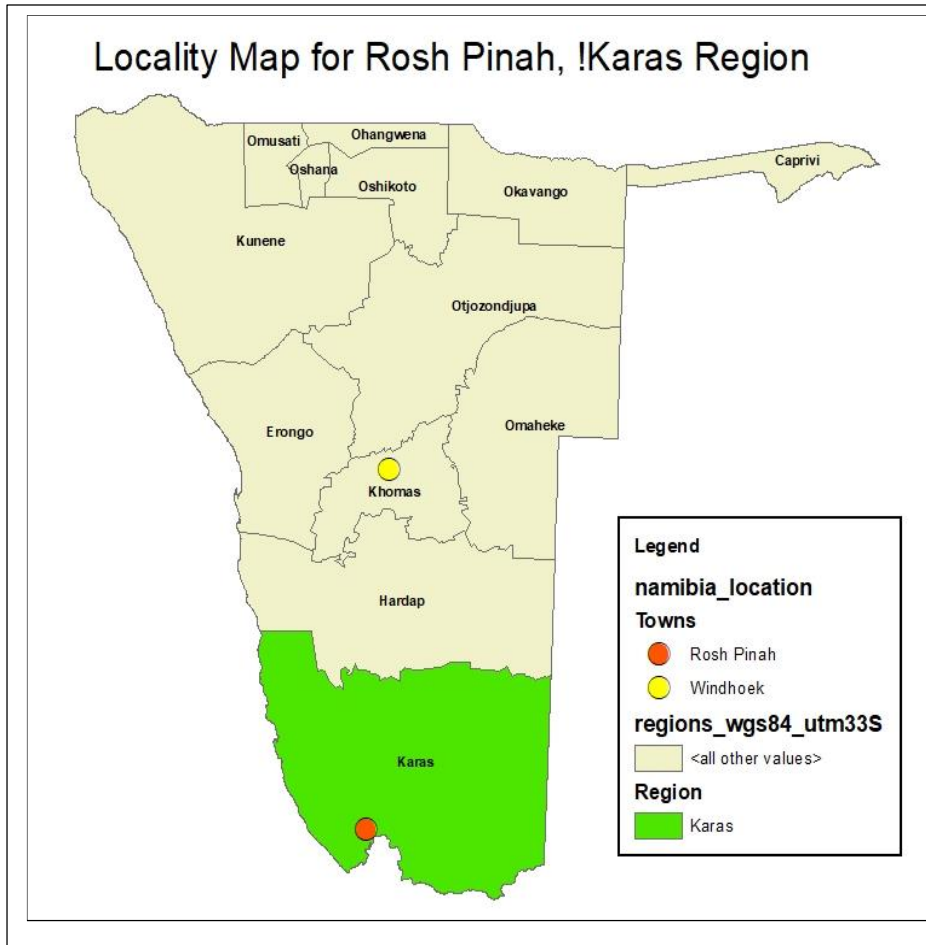 Locality Map for Rosh Pinah, !Karas Region
Omusati
Ohangwena
Oshana
Oshikoto
Okavango
Caprivi
Kunene
Otjozondjupa
Erongo
Omaheke
Khomas
Hardap
Karas
Legend
namibia_location
Towns
Rosh Pinah
Windhoek
regions_wgs84_utm33S
<all other values>
Region
Karas